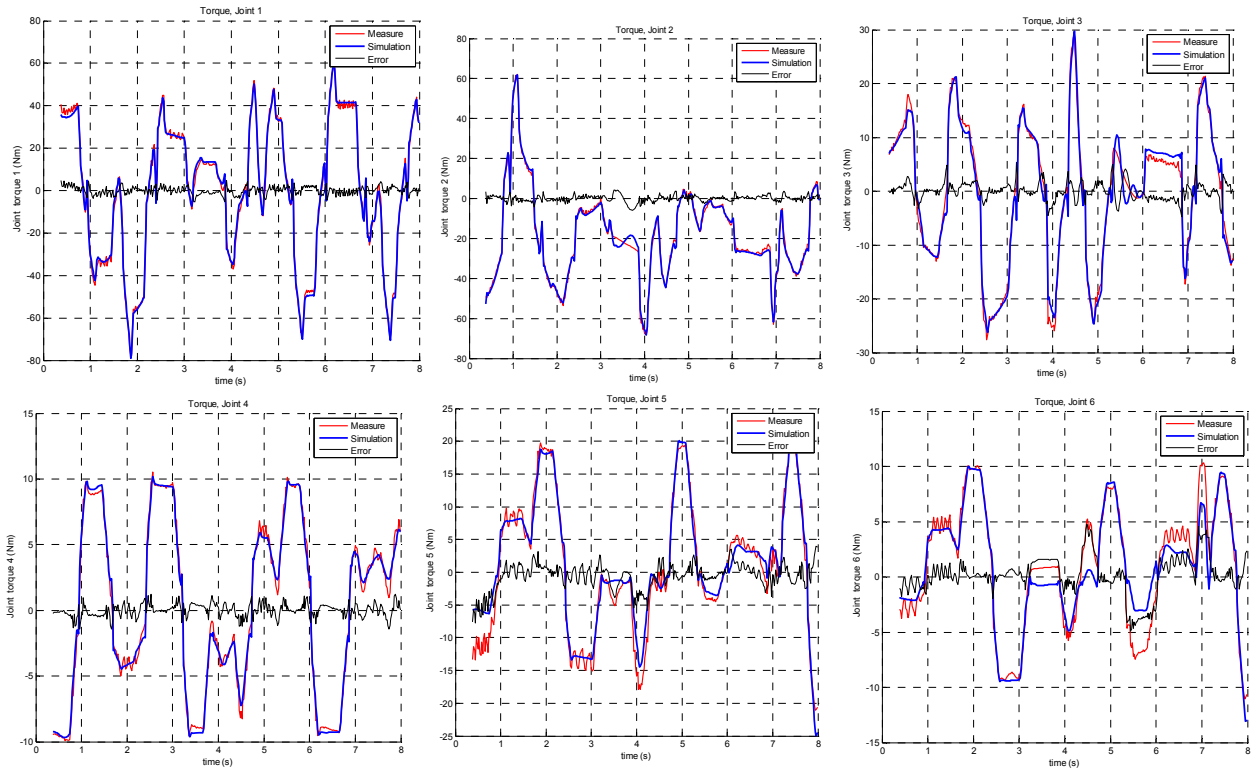 Torque, Joint 1
80
60
40
20
0
-20
-40
-60
-80
Joint torque 1 (Nm)
Measure
Simulation
Error
0 1 2 3 4 5 6 7 8
time (s)
Torque, Joint 2
80
60
40
20
0
-20
-40
-60
-80
Joint torque 2 (Nm)
Measure
Simulation
Error
0 1 2 3 4 5 6 7 8
time (s)
Torque, Joint 3
30
20
10
0
-10
-20
-30
Joint torque 3 (Nm)
Measure
Simulation
Error
0 1 2 3 4 5 6 7 8
time (s)
Torque, Joint 4
15
10
5
0
-5
-10
Joint torque 4 (Nm)
Measure
Simulation
Error
0 1 2 3 4 5 6 7 8
time (s)
Torque, Joint 5
25
20
15
10
5
0
-5
-10
-15
-20
-25
Joint torque 5 (Nm)
Measure
Simulation
Error
0 1 2 3 4 5 6 7 8
time (s)
Torque, Joint 6
15
10
5
0
-5
-10
-15
Joint torque 6 (Nm)
Measure
Simulation
Error
0 1 2 3 4 5 6 7 8
time (s)